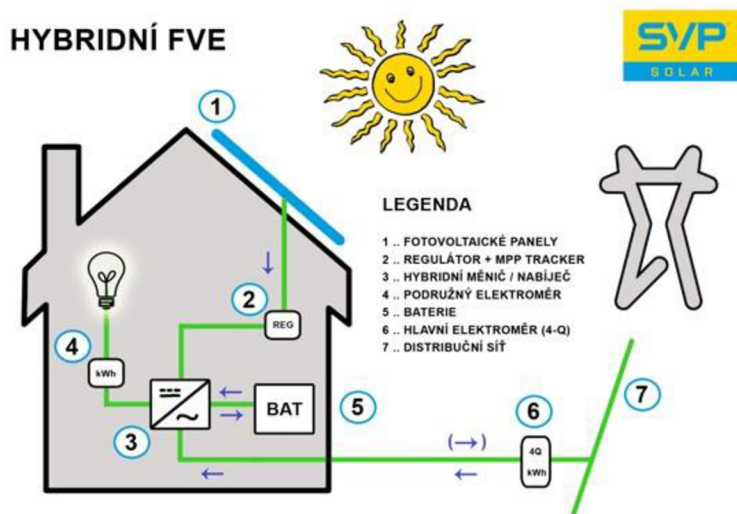 HYBRIDNÍ FVE
SVP
SOLAR
1
LEGENDA
1 .. FOTOVOLTAICKÉ PANELY
2 .. REGULÁTOR + MPP TRACKER
3 .. HYBRIDNÍ MĚNIČ / NABÍJEČ
4 .. PODRUŽNÝ ELEKTROMĚR
5 .. BATERIE
6 .. HLAVNÍ ELEKTROMĚR (4-Q)
7 .. DISTRIBUČNÍ SÍŤ
2
REG
4
kWh
BAT
3
5
6
7
(→)
4Q
kWh